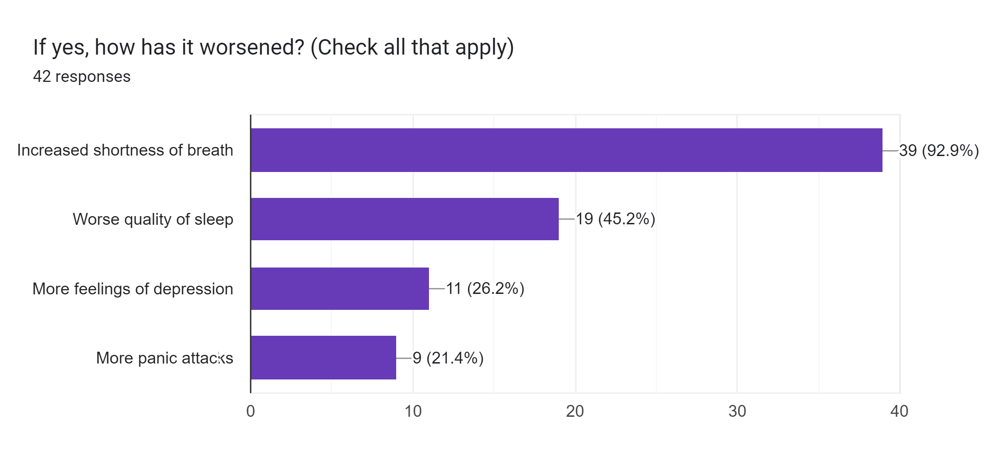 If yes, how has it worsened? (Check all that apply)
42 responses
Increased shortness of breath
39 (92.9%)
Worse quality of sleep
19 (45.2%)
More feelings of depression
11 (26.2%)
More panic attacks
9 (21.4%)
0 10 20 30 40